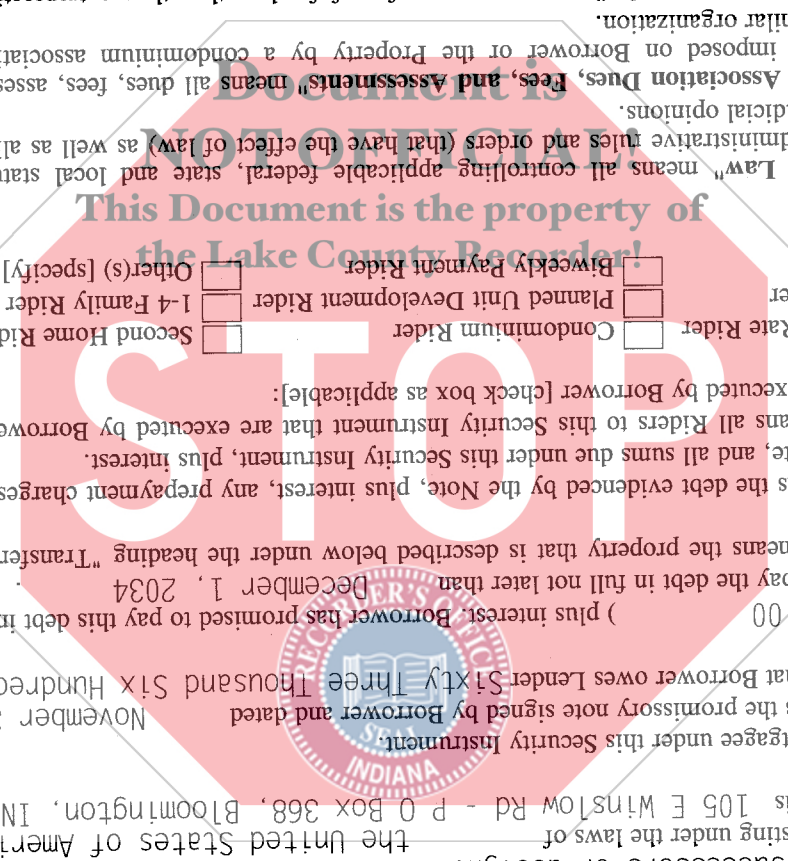 sting under the laws of the United States of Ameri
is 105 E Winslow Rd - P O Box 368, Bloomington, IN
tgagee under this Security Instrument.
s the promissory note signed by Borrower and dated November
hat Borrower owes Lender Sixty Three Thousand Six Hundred
00 ) plus interest. Borrower has promised to pay this debt in
pay the debt in full not later than December 1, 2034 .
means the property that is described below under the heading "Transfer
s the debt evidenced by the Note, plus interest, any prepayment charges
te, and all sums due under this Security Instrument, plus interest.
ans all Riders to this Security Instrument that are executed by Borrowe
executed by Borrower [check box as applicable]:
Rate Rider Condominium Rider Second Home Rid
er Planned Unit Development Rider 1-4 Family Rider
Biweekly Payment Rider Other(s) [specify]
Law" means all controlling applicable federal, state and local statu
dministrative rules and orders (that have the effect of law) as well as all
dicial opinions.
Association Dues, Fees, and Assessments" means all dues, fees, asses
imposed on Borrower or the Property by a condominium associati
milar organization.
Document is
NOT OFFICIAL!
This Document is the property of
the Lake County Recorder!
STOP
RECORDER'S OFFICE
SEAL
INDIANA